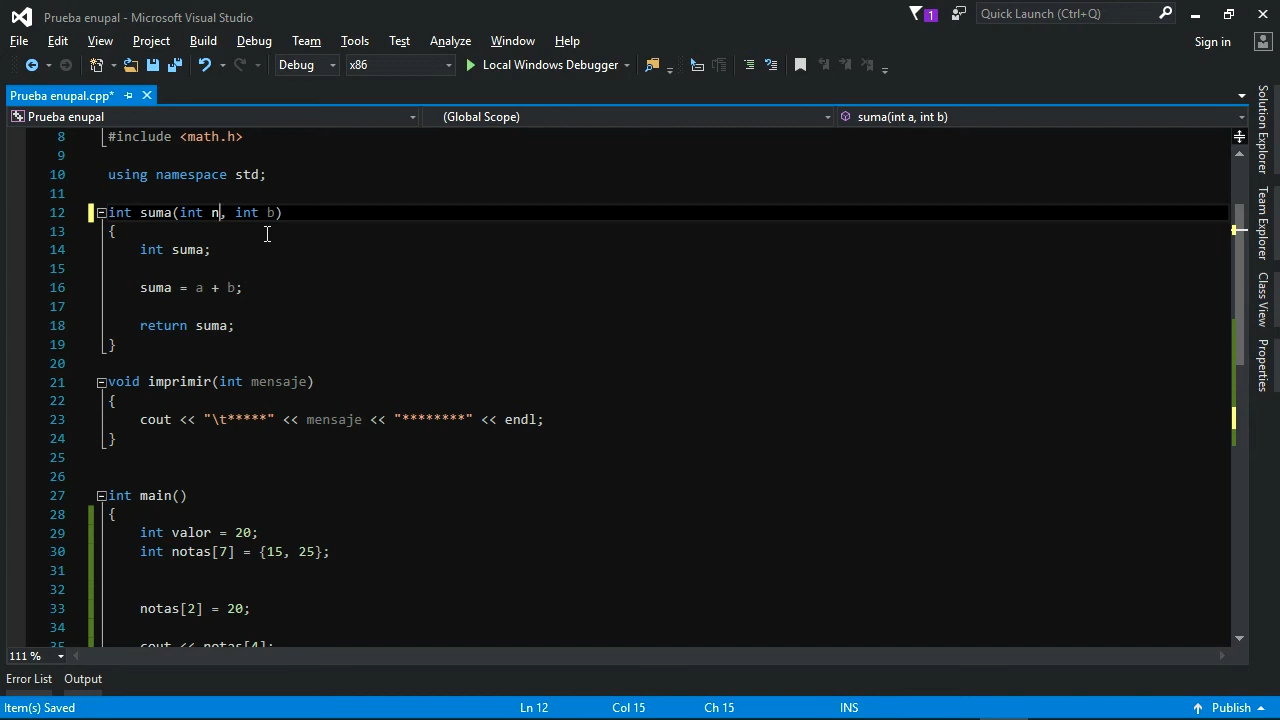 Prueba enupal - Microsoft Visual Studio
1
Quick Launch (Ctrl+Q)
File Edit View Project Build Debug Team Tools Test Analyze Window Help
Sign in
Debug x86 Local Windows Debugger
Prueba enupal.cpp*
Prueba enupal (Global Scope) suma(int a, int b)
8 #include <math.h>
9
10 using namespace std;
11
12 int suma(int n, int b)
13 {
14 int suma;
15
16 suma = a + b;
17
18 return suma;
19 }
20
21 void imprimir(int mensaje)
22 {
23 cout << "\t*****" << mensaje << "********" << endl;
24 }
25
26
27 int main()
28 {
29 int valor = 20;
30 int notas[7] = {15, 25};
31
32
33 notas[2] = 20;
34
35 cout << notas[4];
Solution Explorer
Team Explorer
Class View
Properties
111 %
Error List Output
Item(s) Saved Ln 12 Col 15 Ch 15 INS Publish